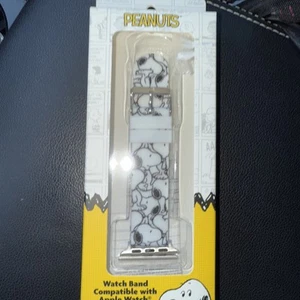 PEANUTS
Watch Band
Compatible with
Apple Watch®